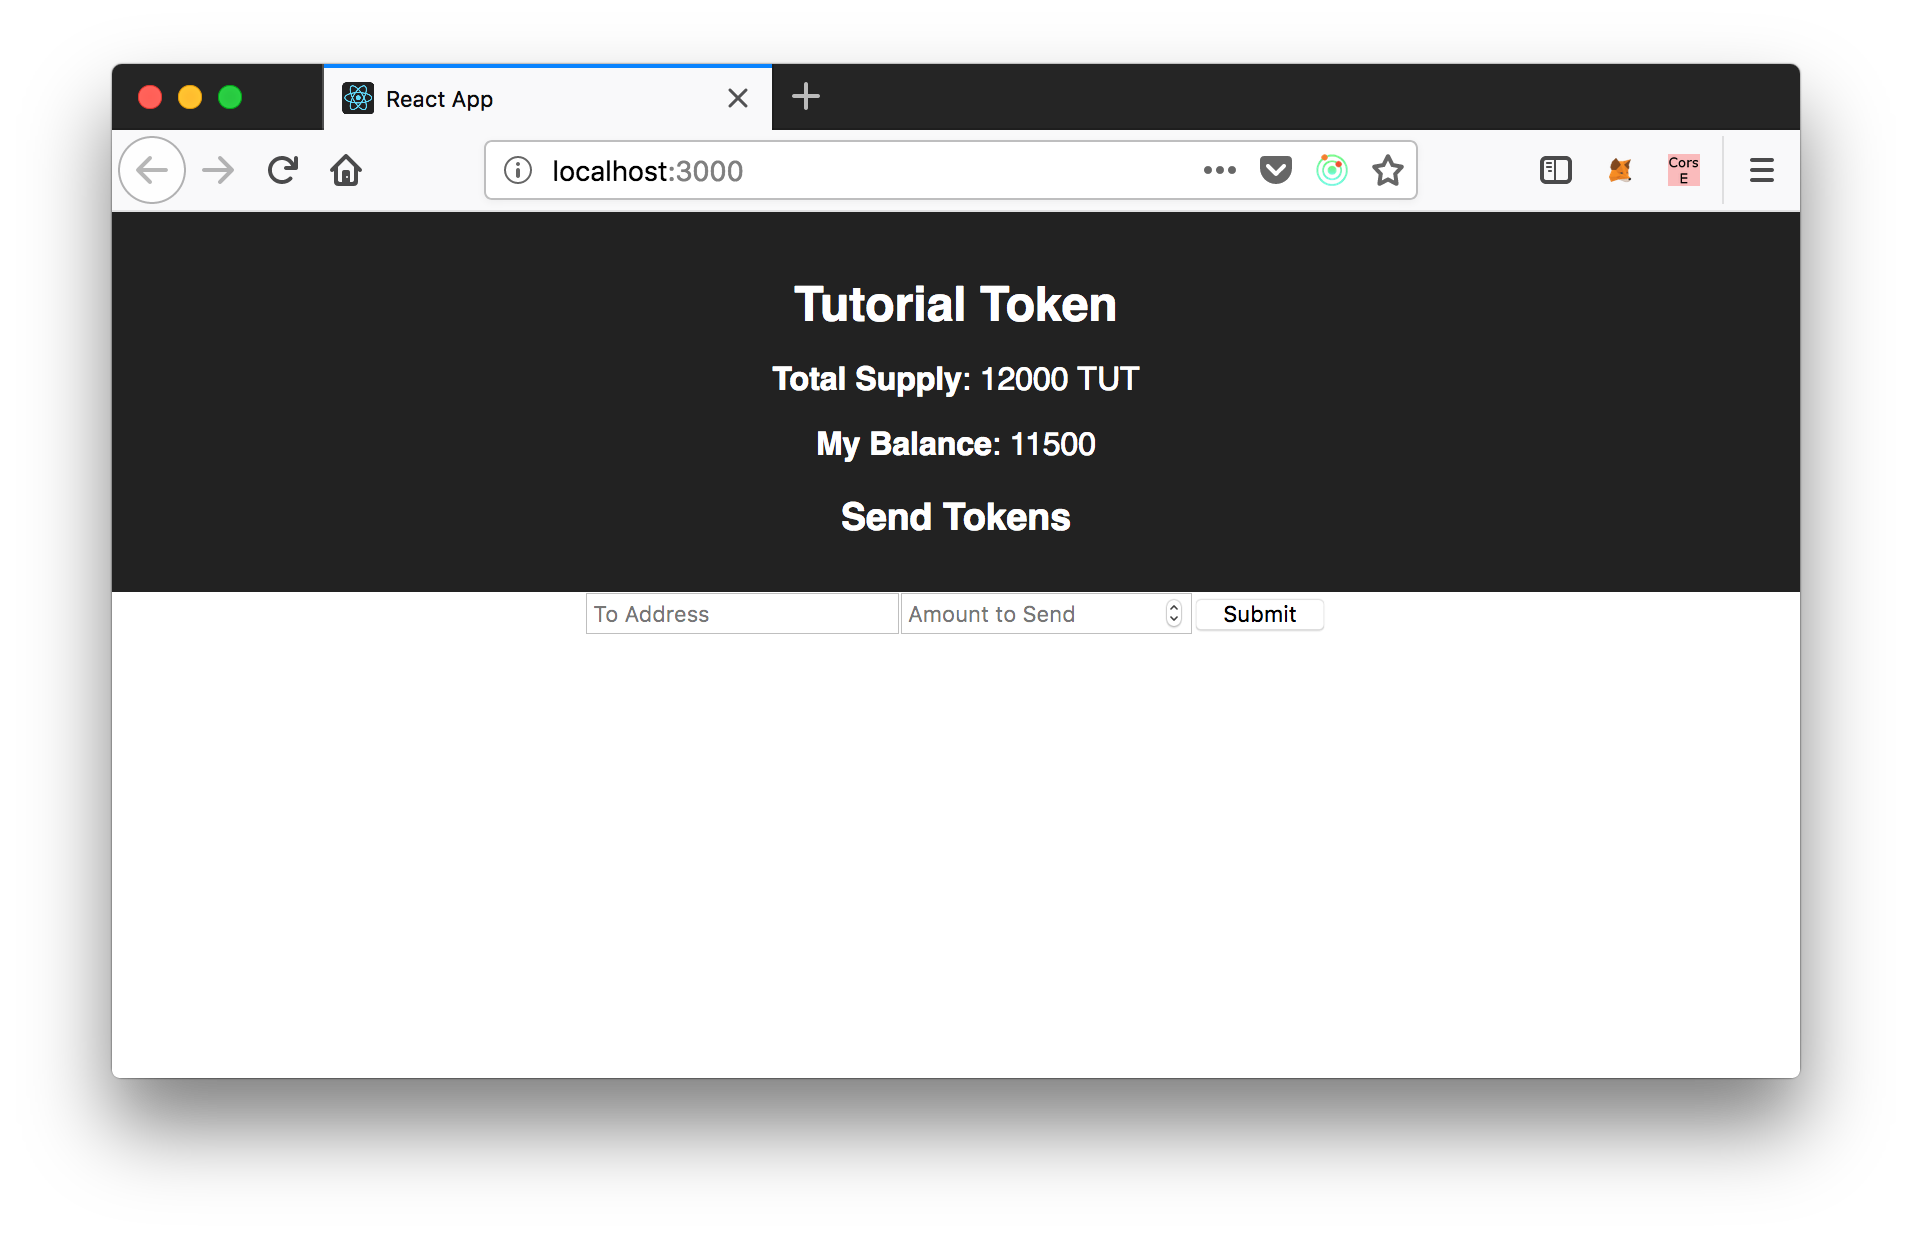 React App
localhost:3000
Cors
E
Tutorial Token
Total Supply: 12000 TUT
My Balance: 11500
Send Tokens
To Address Amount to Send Submit